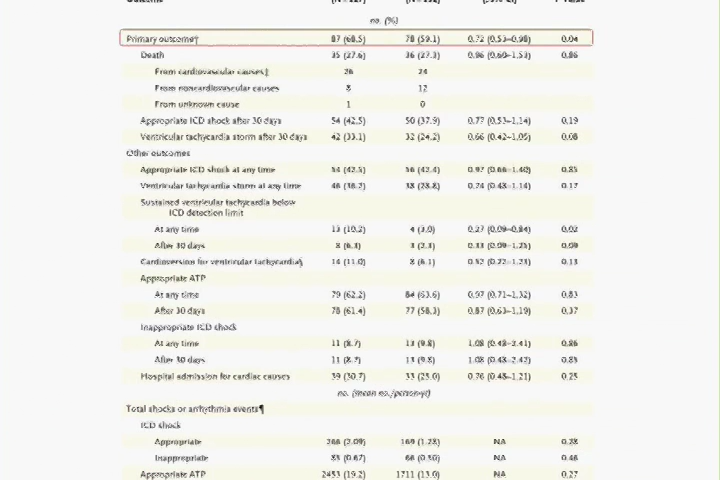 no. (%)
Primary outcome† 87 (68.5) 78 (59.1) 0.72 (0.53–0.98) 0.04
Death 35 (27.6) 36 (27.3) 0.96 (0.60–1.53) 0.86
From cardiovascular causes‡ 26 24
From noncardiovascular causes 8 12
From unknown cause 1 0
Appropriate ICD shock after 30 days 54 (42.5) 50 (37.9) 0.77 (0.53–1.14) 0.19
Ventricular tachycardia storm after 30 days 42 (33.1) 32 (24.2) 0.66 (0.42–1.05) 0.08
Other outcomes
Appropriate ICD shock at any time 54 (42.5) 56 (42.4) 0.97 (0.66–1.40) 0.85
Ventricular tachycardia storm at any time 46 (36.2) 38 (28.8) 0.74 (0.48–1.14) 0.17
Sustained ventricular tachycardia below
ICD detection limit
At any time 13 (10.2) 4 (3.0) 0.27 (0.09–0.84) 0.02
After 30 days 8 (6.3) 3 (2.3) 0.33 (0.09–1.25) 0.09
Cardioversion for ventricular tachycardia§ 14 (11.0) 8 (6.1) 0.52 (0.22–1.23) 0.13
Appropriate ATP
At any time 79 (62.2) 84 (63.6) 0.97 (0.71–1.32) 0.83
After 30 days 78 (61.4) 77 (58.3) 0.87 (0.63–1.19) 0.37
Inappropriate ICD shock
At any time 11 (8.7) 13 (9.8) 1.08 (0.48–2.41) 0.86
After 30 days 11 (8.7) 13 (9.8) 1.08 (0.48–2.42) 0.85
Hospital admission for cardiac causes 39 (30.7) 33 (25.0) 0.76 (0.48–1.21) 0.25
no. (mean no./person-yr)
Total shocks or arrhythmia events¶
ICD shock
Appropriate 266 (2.09) 169 (1.28) NA 0.28
Inappropriate 85 (0.67) 66 (0.50) NA 0.46
Appropriate ATP 2453 (19.2) 1711 (13.0) NA 0.27